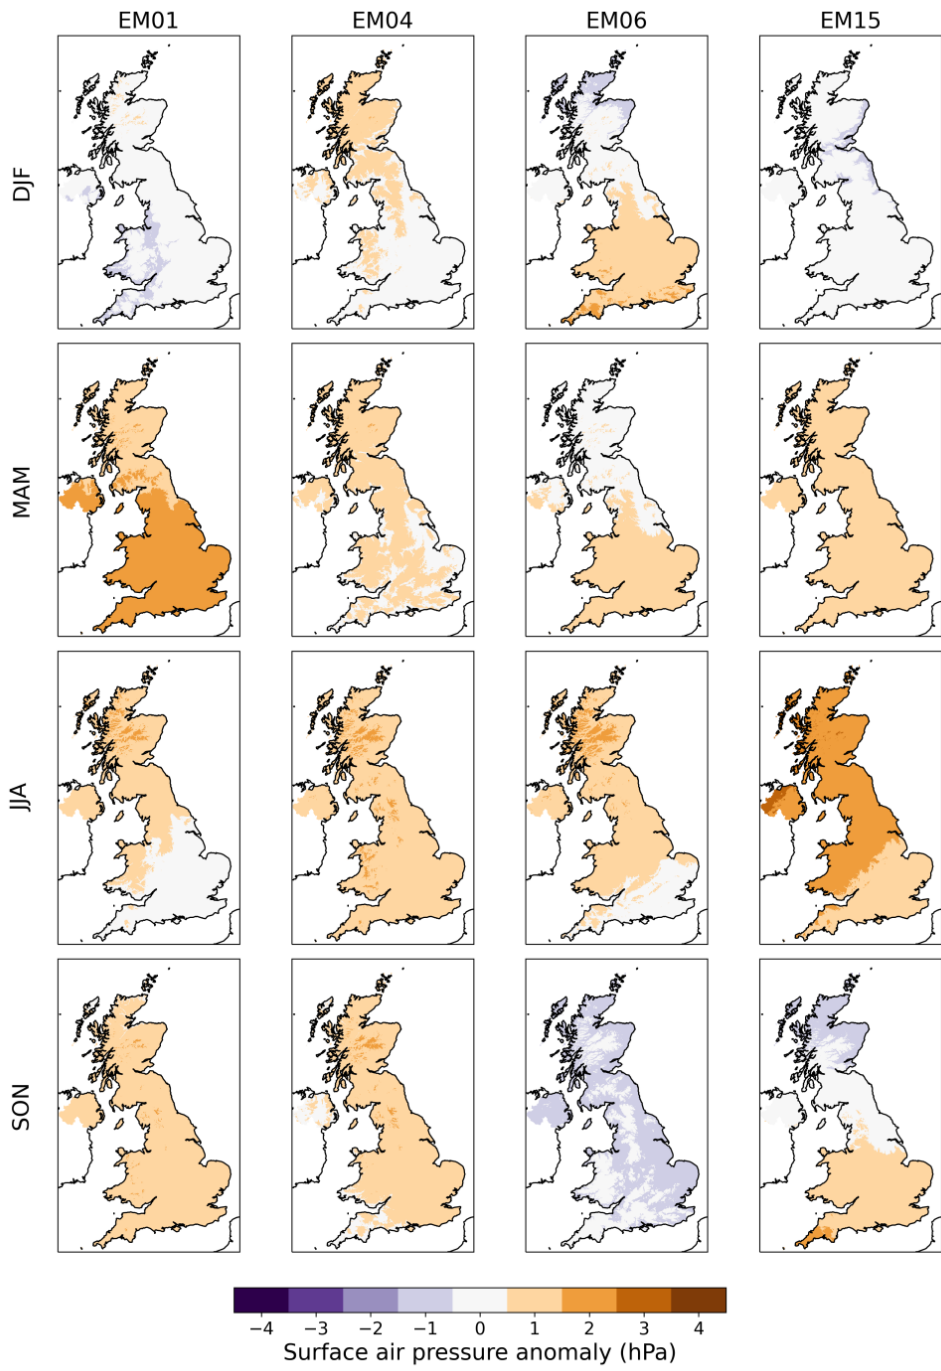 EM01 EM04 EM06 EM15
DJF
MAM
JJA
SON
−4 −3 −2 −1 0 1 2 3 4
Surface air pressure anomaly (hPa)